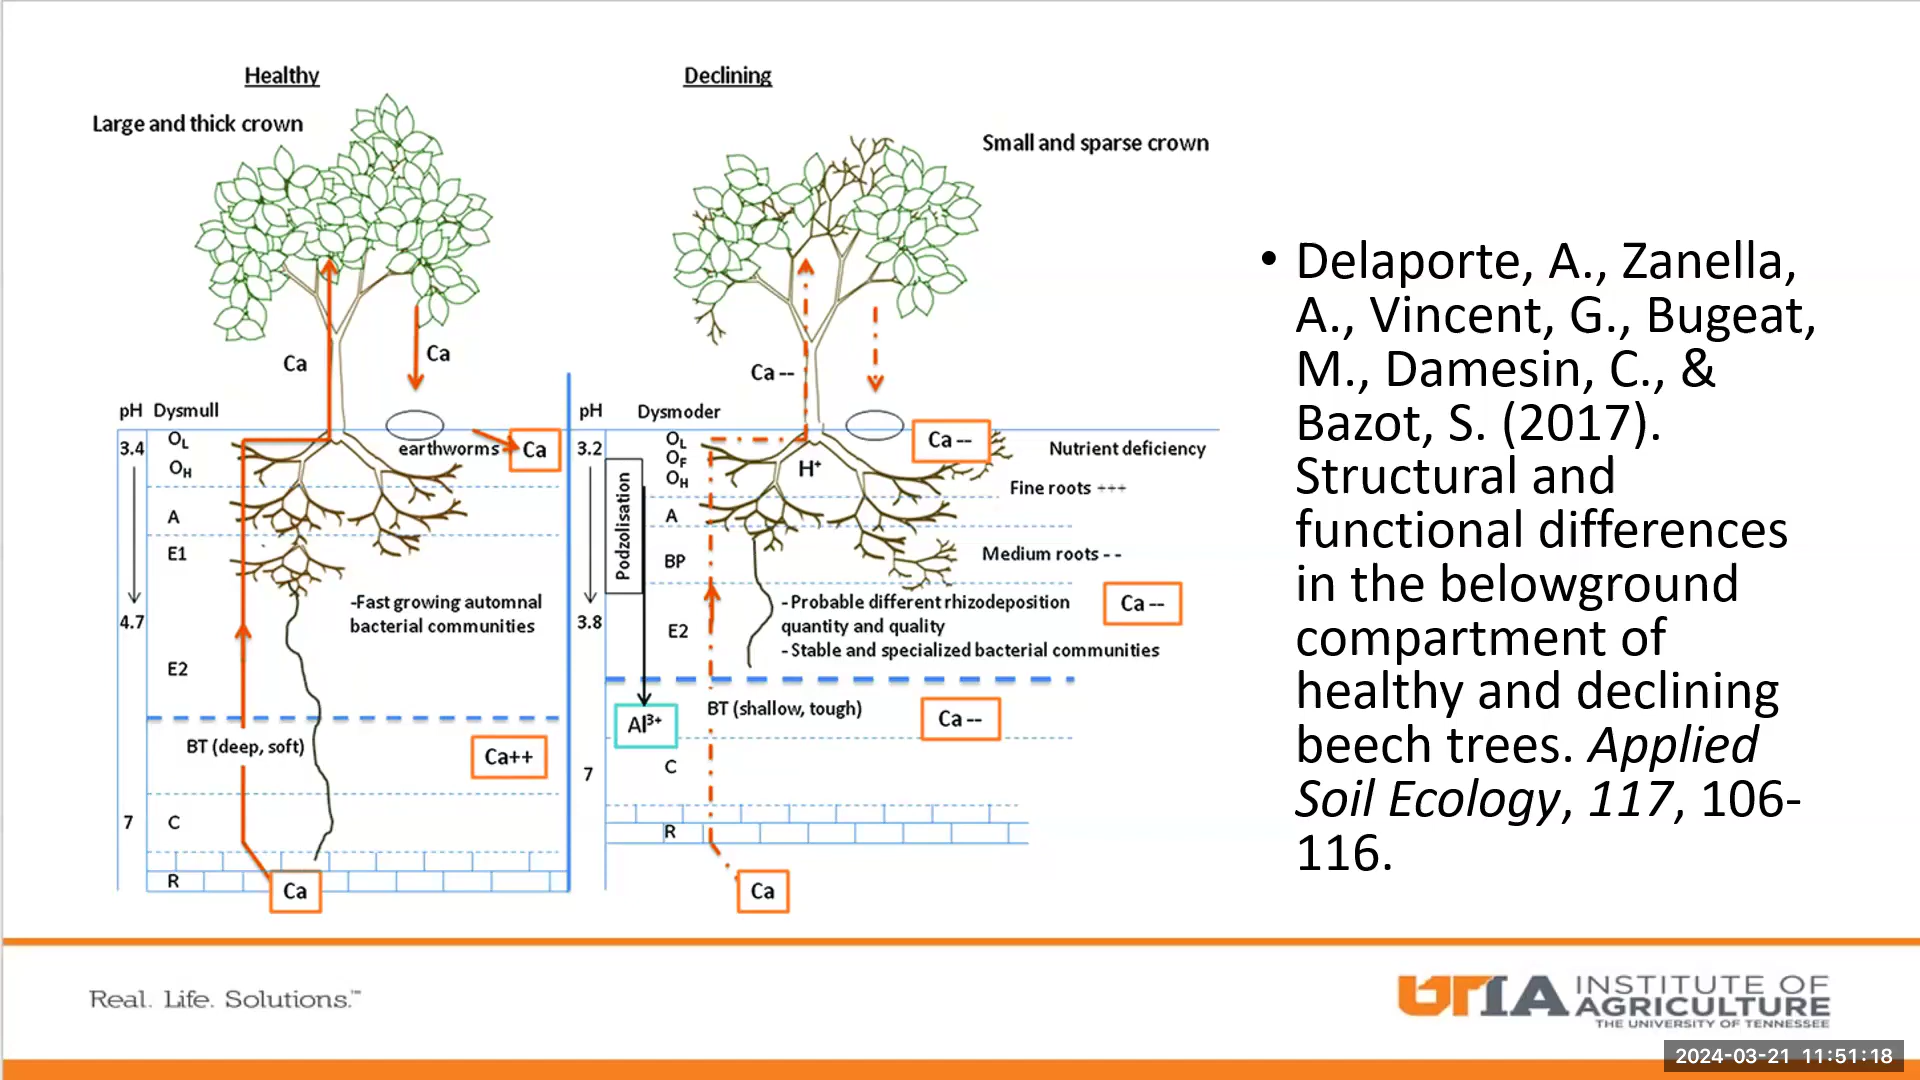 Healthy
Declining
Large and thick crown
Small and sparse crown
Ca
Ca
Ca --
pH Dysmull
pH Dysmoder
3.4
OL
OH
A
E1
4.7
E2
BT (deep, soft)
7
C
R
earthworms
Ca
-Fast growing automnal
bacterial communities
Ca++
Ca
3.2
Podzolisation
OL
OF
OH
A
BP
3.8
E2
Al3+
BT (shallow, tough)
7
C
R
H+
Ca --
Nutrient deficiency
Fine roots +++
Medium roots - -
- Probable different rhizodeposition
quantity and quality
- Stable and specialized bacterial communities
Ca --
Ca --
Ca
• Delaporte, A., Zanella,
A., Vincent, G., Bugeat,
M., Damesin, C., &
Bazot, S. (2017).
Structural and
functional differences
in the belowground
compartment of
healthy and declining
beech trees. Applied
Soil Ecology, 117, 106-
116.
Real. Life. Solutions.™
UTIA INSTITUTE OF
AGRICULTURE
THE UNIVERSITY OF TENNESSEE
2024-03-21 11:51:18